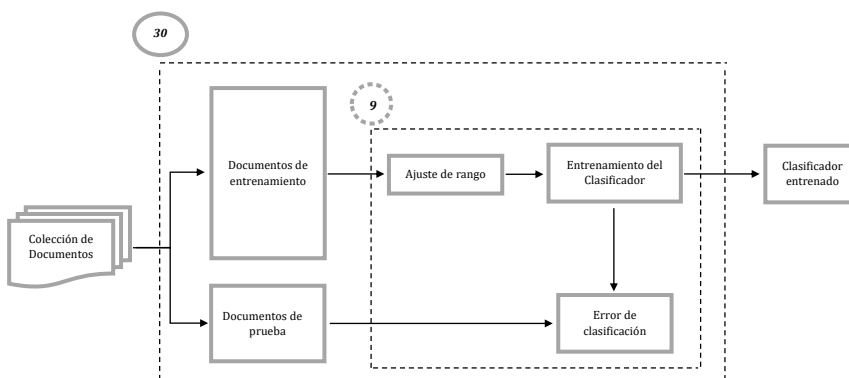 30
9
Documentos de
entrenamiento
Ajuste de rango
Entrenamiento del
Clasificador
Clasificador
entrenado
Colección de
Documentos
Documentos de
prueba
Error de
clasificación